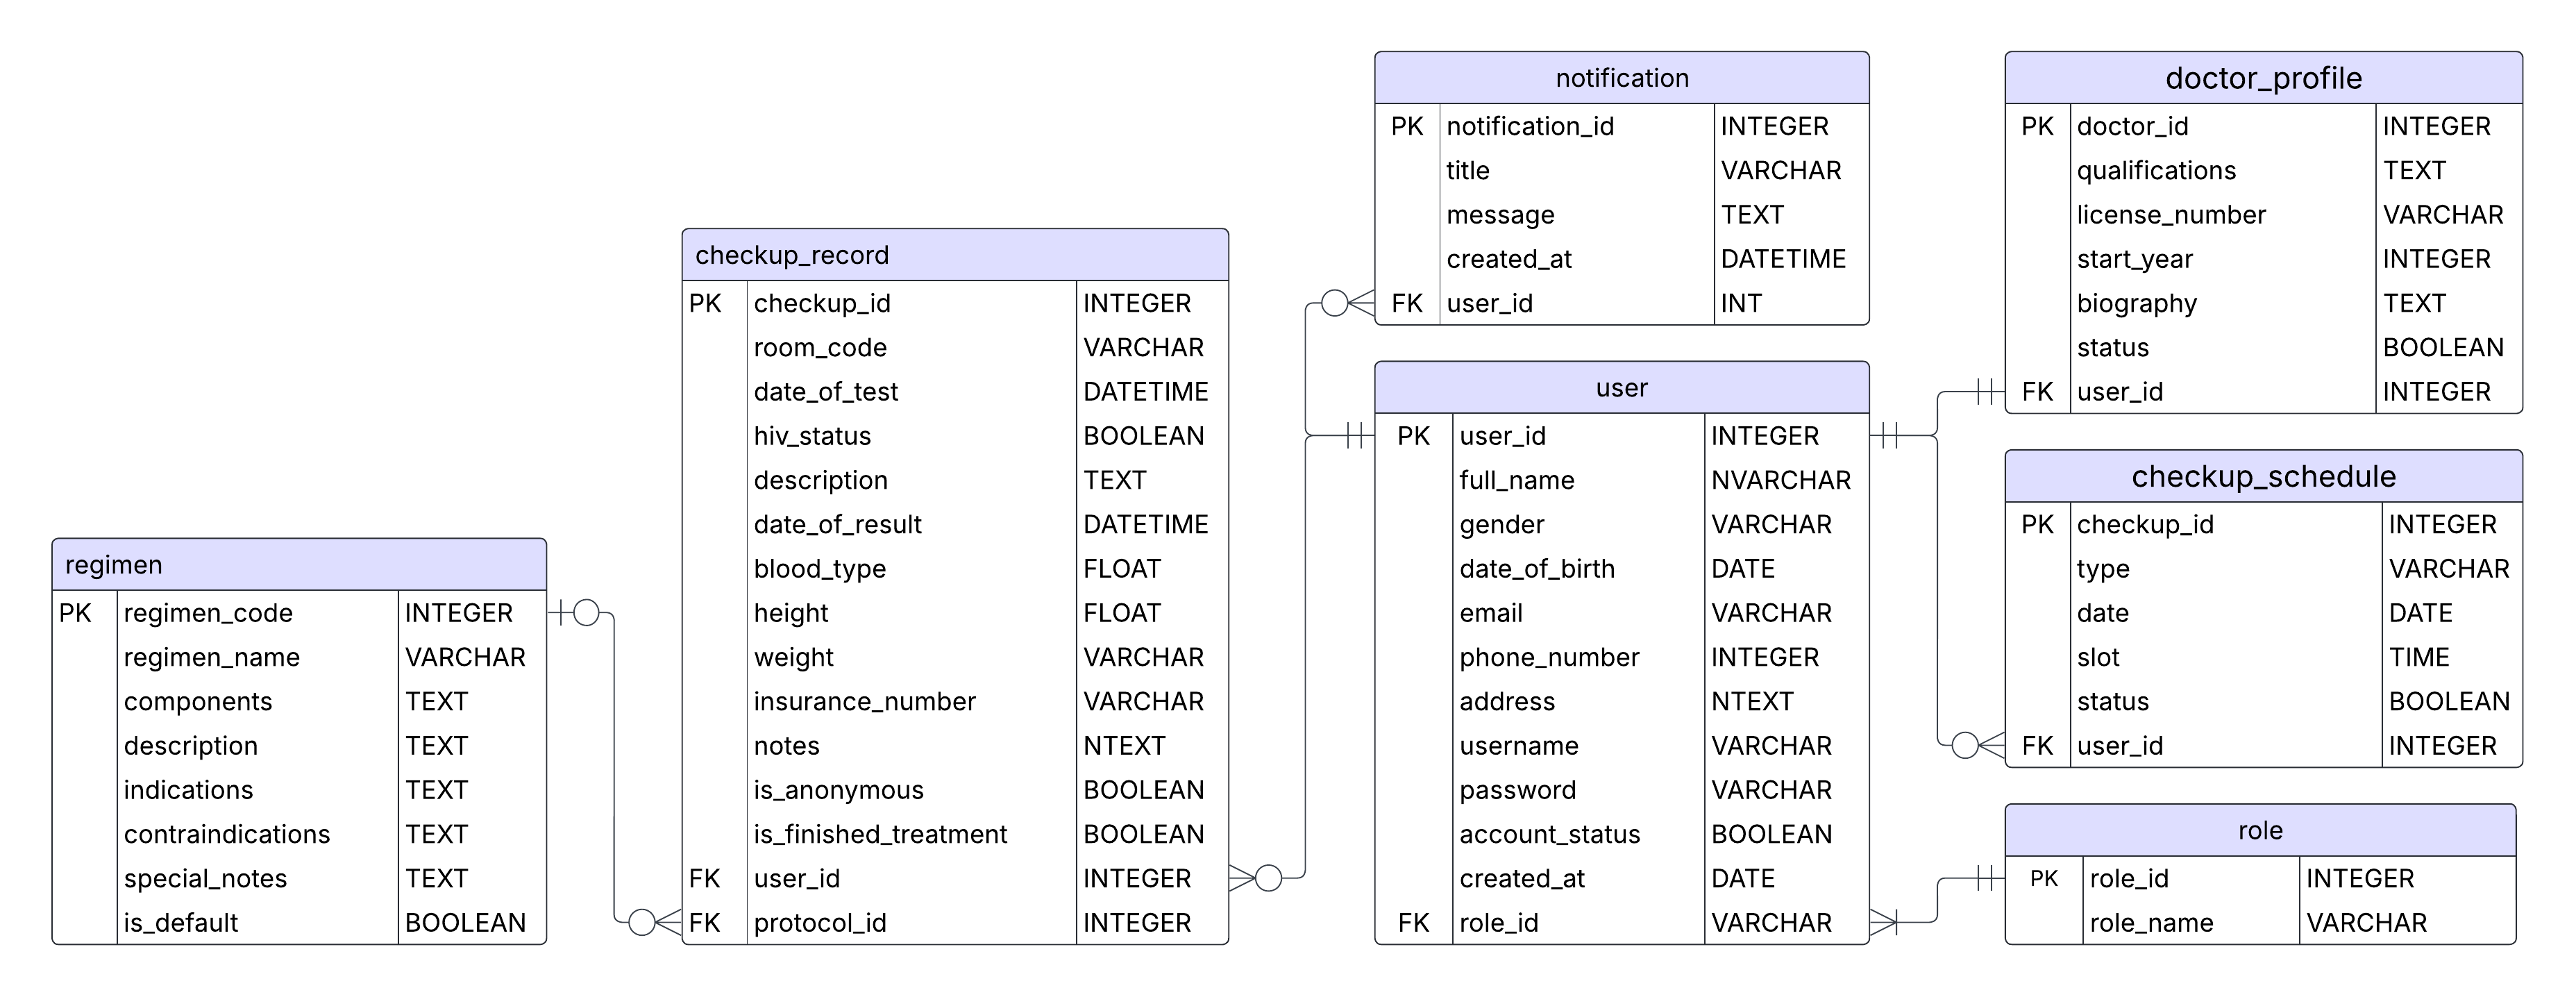 notification
PK notification_id INTEGER
title VARCHAR
message TEXT
created_at DATETIME
FK user_id INT
doctor_profile
PK doctor_id INTEGER
qualifications TEXT
license_number VARCHAR
start_year INTEGER
biography TEXT
status BOOLEAN
FK user_id INTEGER
checkup_record
PK checkup_id INTEGER
room_code VARCHAR
date_of_test DATETIME
hiv_status BOOLEAN
description TEXT
date_of_result DATETIME
blood_type FLOAT
height FLOAT
weight VARCHAR
insurance_number VARCHAR
notes NTEXT
is_anonymous BOOLEAN
is_finished_treatment BOOLEAN
FK user_id INTEGER
FK protocol_id INTEGER
user
PK user_id INTEGER
full_name NVARCHAR
gender VARCHAR
date_of_birth DATE
email VARCHAR
phone_number INTEGER
address NTEXT
username VARCHAR
password VARCHAR
account_status BOOLEAN
created_at DATE
FK role_id VARCHAR
checkup_schedule
PK checkup_id INTEGER
type VARCHAR
date DATE
slot TIME
status BOOLEAN
FK user_id INTEGER
regimen
PK regimen_code INTEGER
regimen_name VARCHAR
components TEXT
description TEXT
indications TEXT
contraindications TEXT
special_notes TEXT
is_default BOOLEAN
role
PK role_id INTEGER
role_name VARCHAR